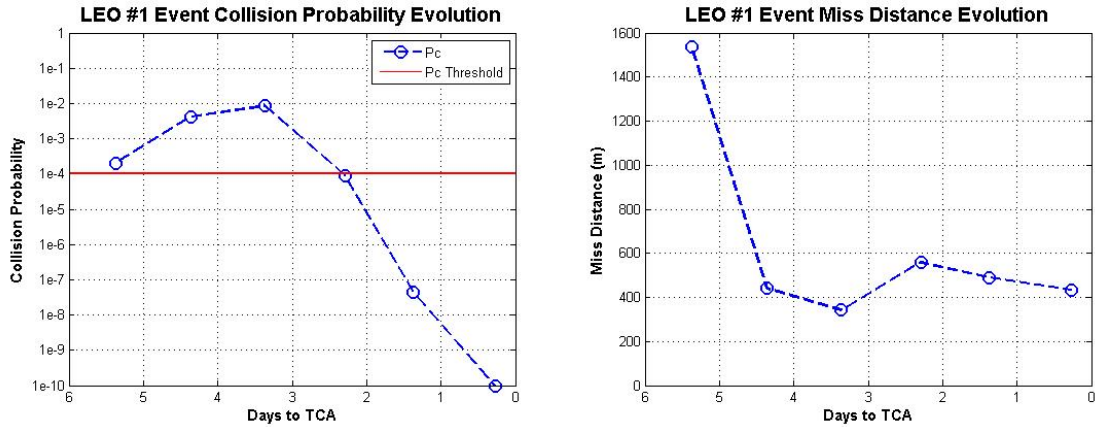 LEO #1 Event Collision Probability Evolution
1
1e-1
1e-2
1e-3
1e-4
1e-5
1e-6
1e-7
1e-8
1e-9
1e-10
Collision Probability
Pc
Pc Threshold
6 5 4 3 2 1 0
Days to TCA
LEO #1 Event Miss Distance Evolution
1600
1400
1200
1000
800
600
400
200
0
Miss Distance (m)
6 5 4 3 2 1 0
Days to TCA